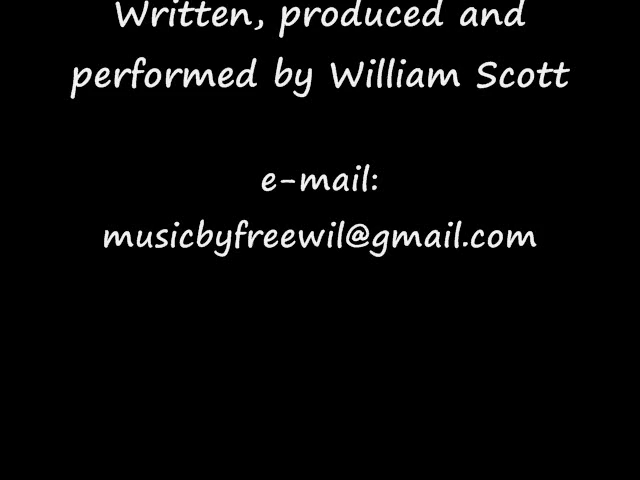 Written, produced and
performed by William Scott
e-mail:
musicbyfreewil@gmail.com